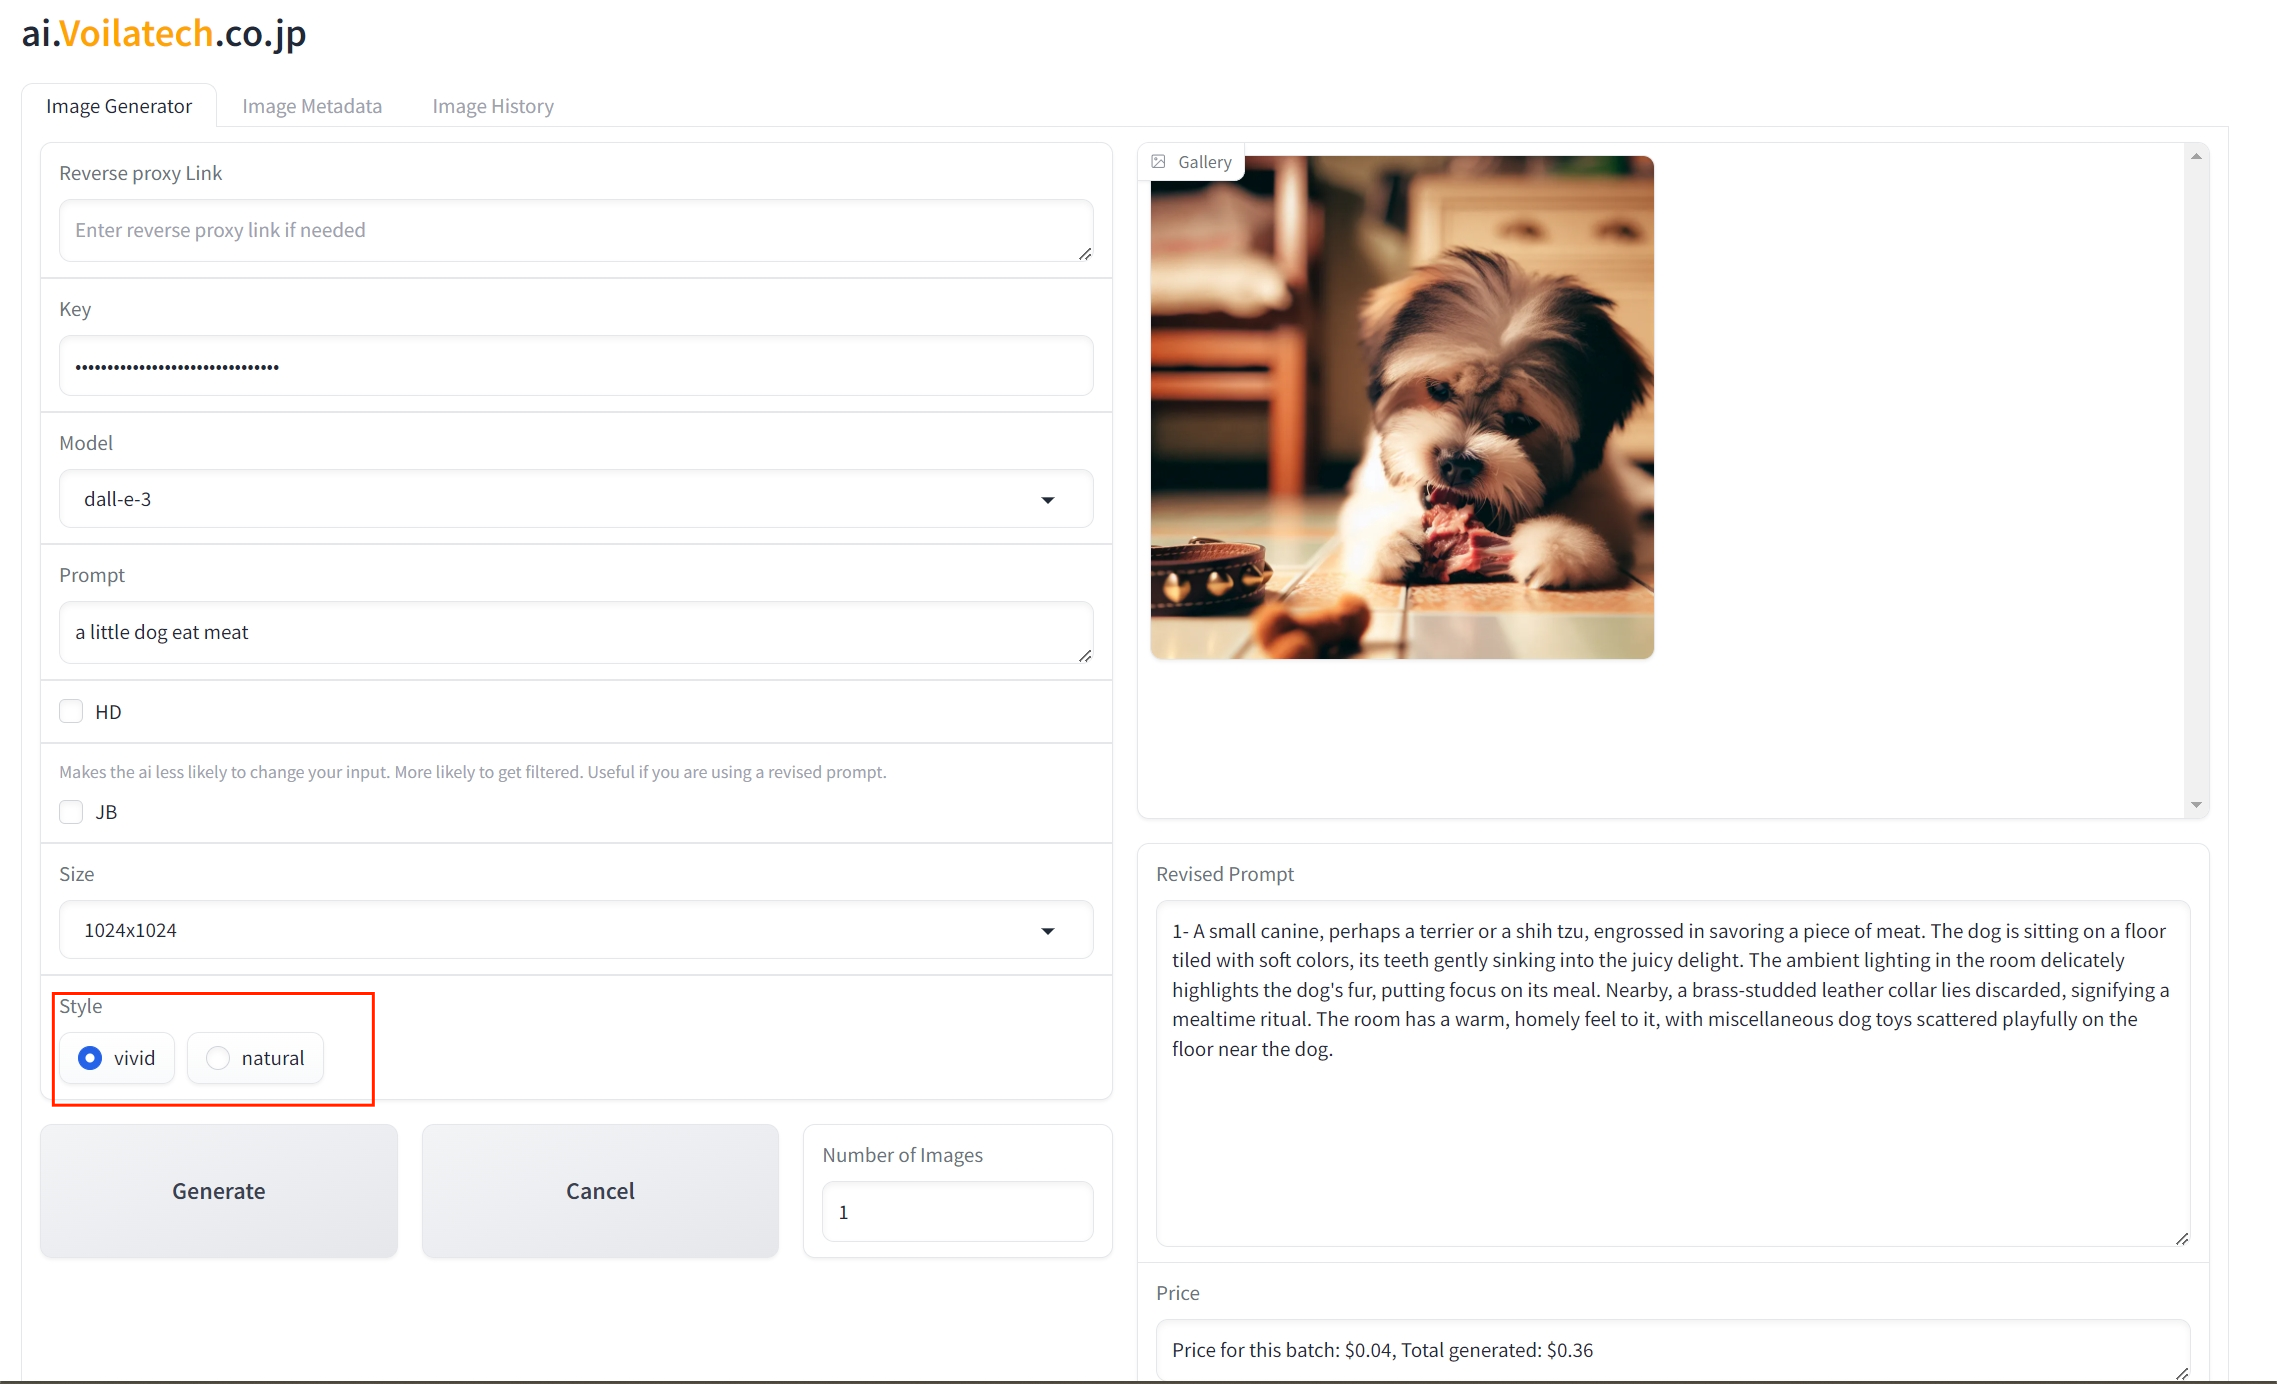 ai.Voilatech.co.jp
Image Generator
Image Metadata
Image History
Reverse proxy Link
Enter reverse proxy link if needed
Key
••••••••••••••••••••••••••••••••
Model
dall-e-3
Prompt
a little dog eat meat
HD
Makes the ai less likely to change your input. More likely to get filtered. Useful if you are using a revised prompt.
JB
Size
1024x1024
Style
vivid
natural
Generate
Cancel
Number of Images
1
Gallery
Revised Prompt
1- A small canine, perhaps a terrier or a shih tzu, engrossed in savoring a piece of meat. The dog is sitting on a floor
tiled with soft colors, its teeth gently sinking into the juicy delight. The ambient lighting in the room delicately
highlights the dog's fur, putting focus on its meal. Nearby, a brass-studded leather collar lies discarded, signifying a
mealtime ritual. The room has a warm, homely feel to it, with miscellaneous dog toys scattered playfully on the
floor near the dog.
Price
Price for this batch: $0.04, Total generated: $0.36